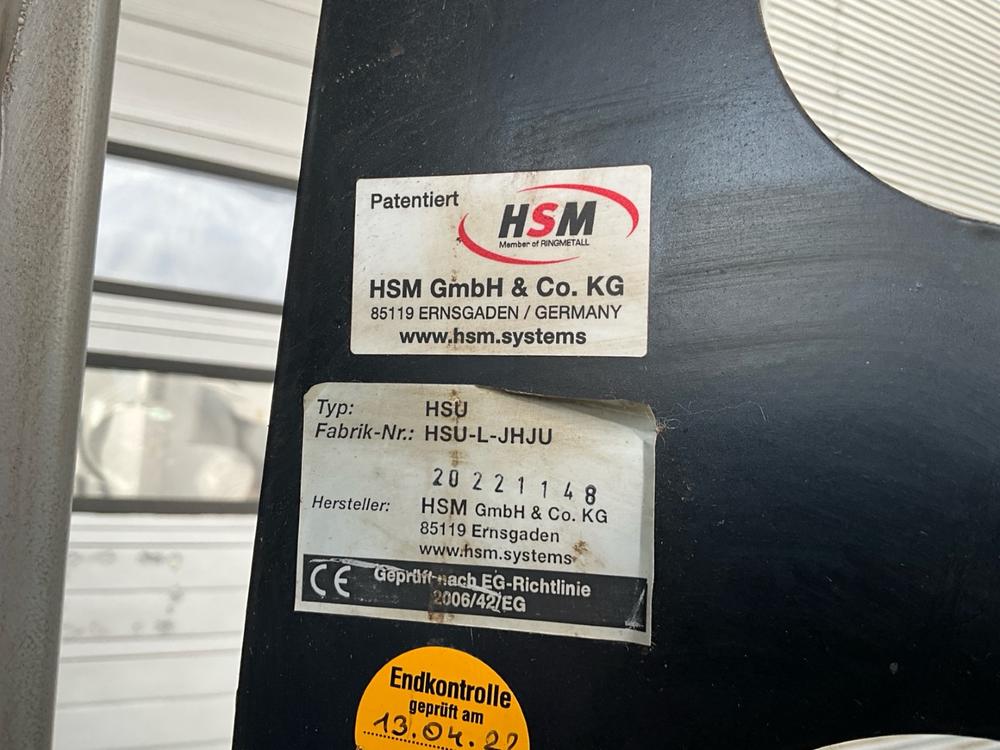 Patentiert
HSM
Member of RINGMETALL
HSM GmbH & Co. KG
85119 ERNSGADEN / GERMANY
www.hsm.systems
Typ: HSU
Fabrik-Nr.: HSU-L-JHJU
20221148
Hersteller: HSM GmbH & Co. KG
85119 Ernsgaden
www.hsm.systems
CE Geprüft nach EG-Richtlinie
2006/42/EG
Endkontrolle
geprüft am
13.04.22